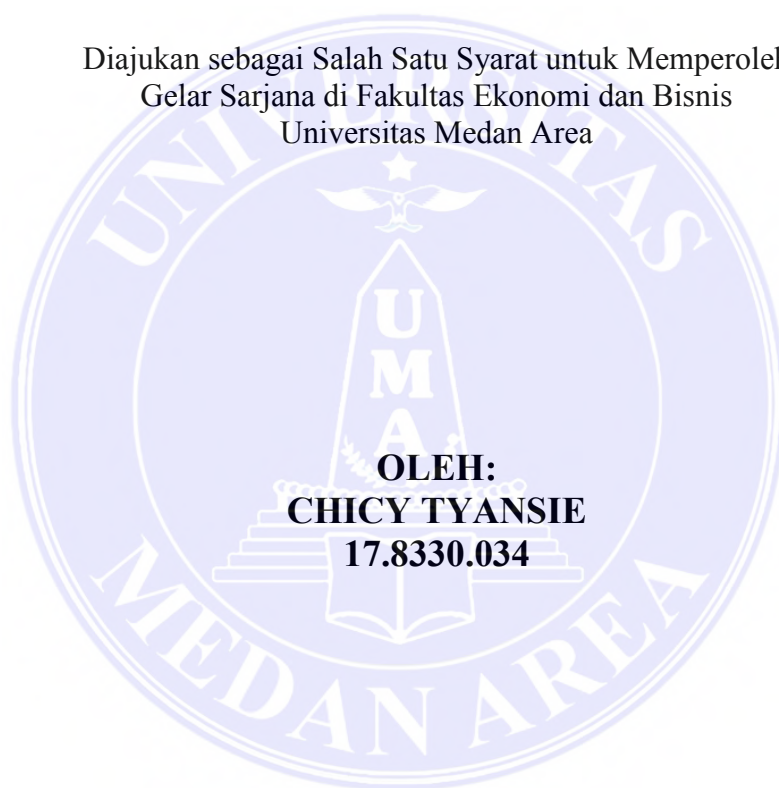 Diajukan sebagai Salah Satu Syarat untuk Memperoleh
Gelar Sarjana di Fakultas Ekonomi dan Bisnis
Universitas Medan Area
UNIVERSITAS
UMA
OLEH:
CHICY TYANSIE
17.8330.034
MEDAN AREA